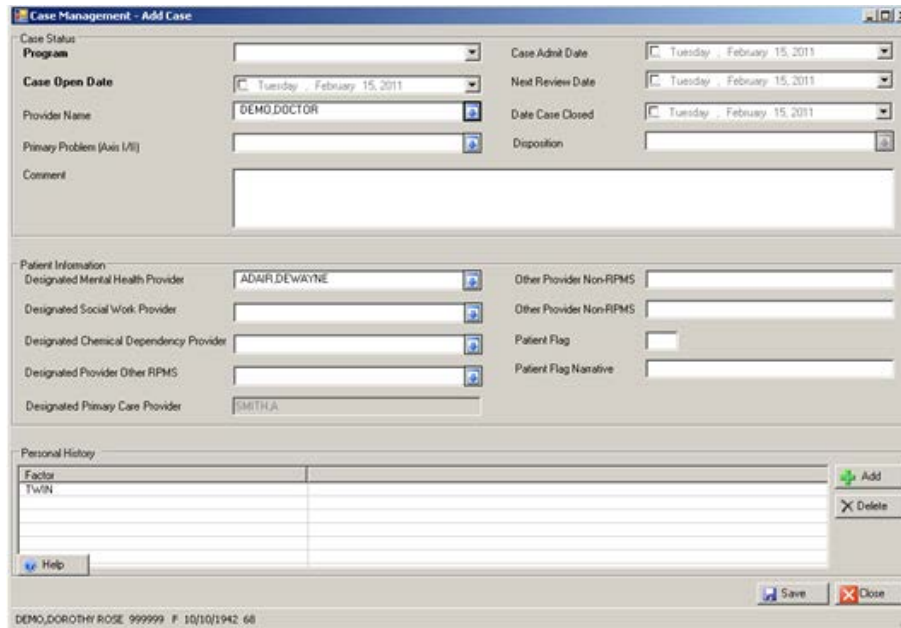 Case Management - Add Case
Case Status
Program
Case Open Date
Tuesday , February 15, 2011
Provider Name
DEMO,DOCTOR
Primary Problem (Axis I/II)
Comment
Case Admit Date
Tuesday , February 15, 2011
Next Review Date
Tuesday , February 15, 2011
Date Case Closed
Tuesday , February 15, 2011
Disposition
Patient Information
Designated Mental Health Provider
ADAIR,DEWAYNE
Designated Social Work Provider
Designated Chemical Dependency Provider
Designated Provider Other RPMS
Designated Primary Care Provider
SMITH,A
Other Provider Non-RPMS
Other Provider Non-RPMS
Patient Flag
Patient Flag Narrative
Personal History
Factor
TWIN
Add
Delete
Help
Save
Close
DEMO,DOROTHY ROSE 999999 F 10/10/1942 68